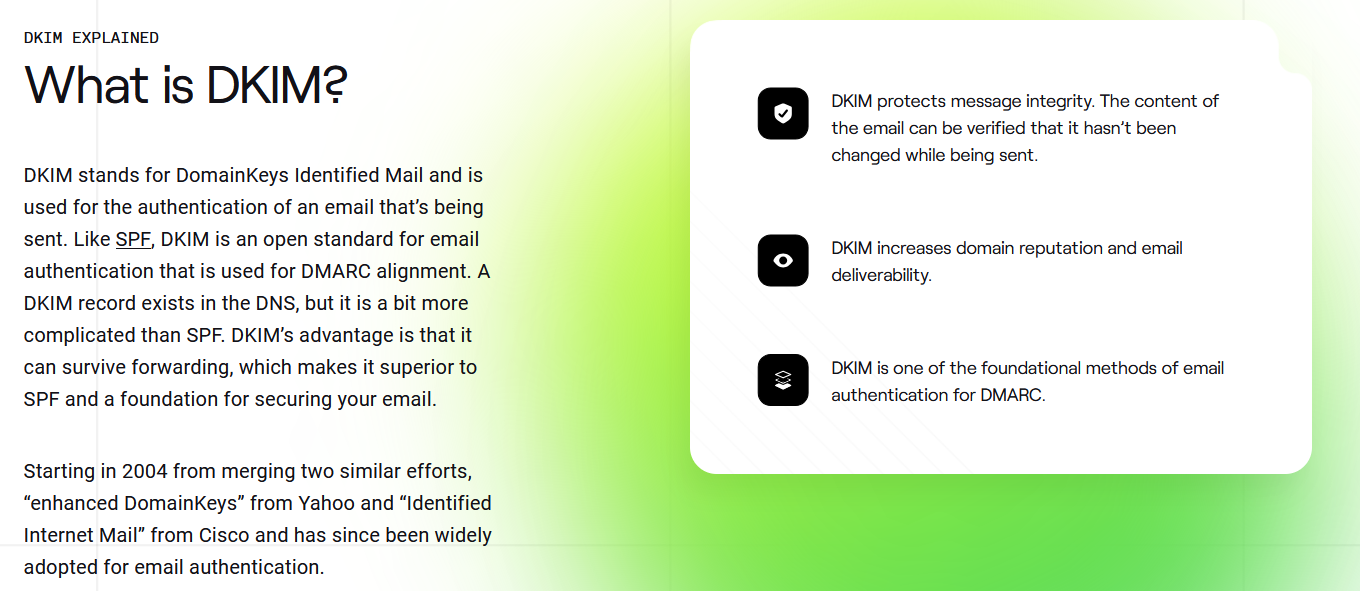 DKIM EXPLAINED
What is DKIM?
DKIM stands for DomainKeys Identified Mail and is
used for the authentication of an email that’s being
sent. Like SPF, DKIM is an open standard for email
authentication that is used for DMARC alignment. A
DKIM record exists in the DNS, but it is a bit more
complicated than SPF. DKIM’s advantage is that it
can survive forwarding, which makes it superior to
SPF and a foundation for securing your email.
Starting in 2004 from merging two similar efforts,
“enhanced DomainKeys” from Yahoo and “Identified
Internet Mail” from Cisco and has since been widely
adopted for email authentication.
DKIM protects message integrity. The content of
the email can be verified that it hasn’t been
changed while being sent.
DKIM increases domain reputation and email
deliverability.
DKIM is one of the foundational methods of email
authentication for DMARC.